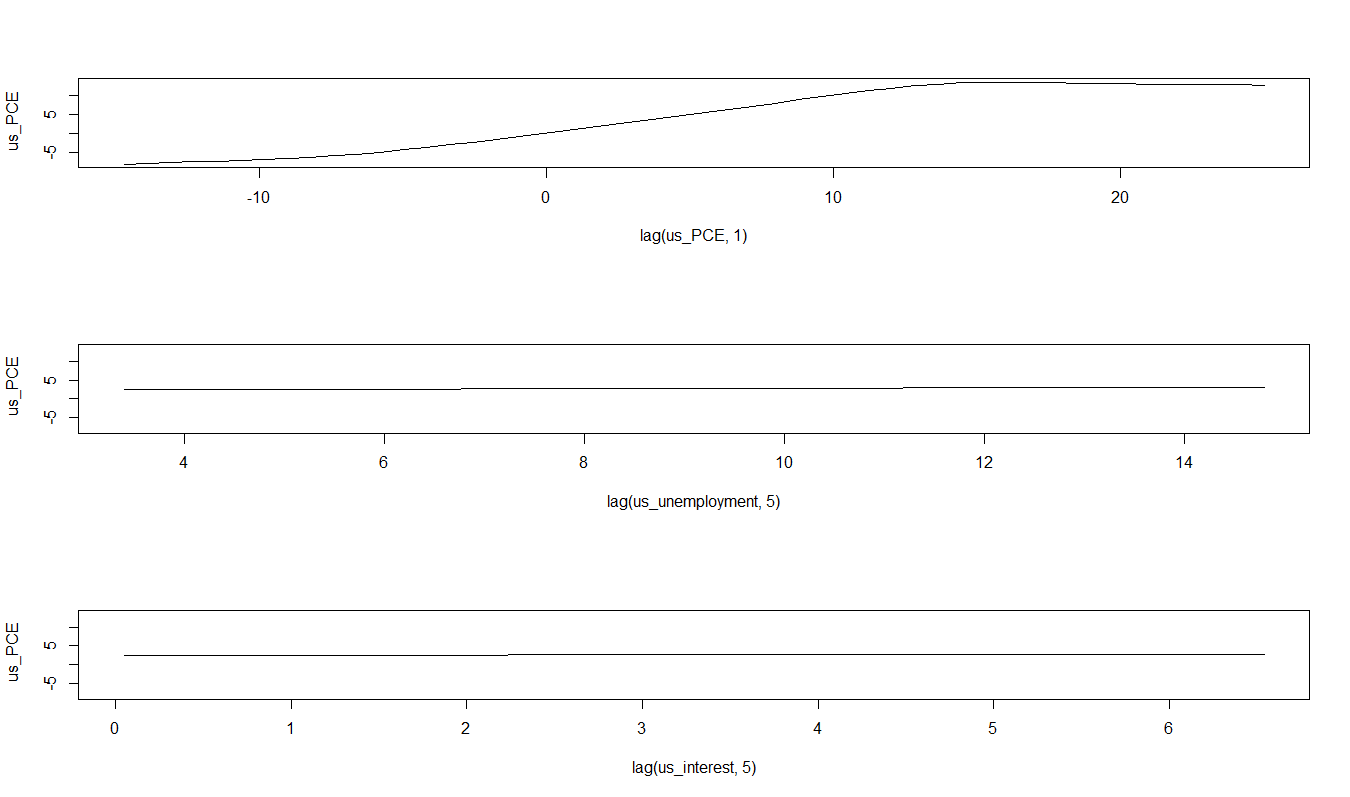 us_PCE
5
-5
-10 0 10 20
lag(us_PCE, 1)
us_PCE
5
-5
4 6 8 10 12 14
lag(us_unemployment, 5)
us_PCE
5
-5
0 1 2 3 4 5 6
lag(us_interest, 5)